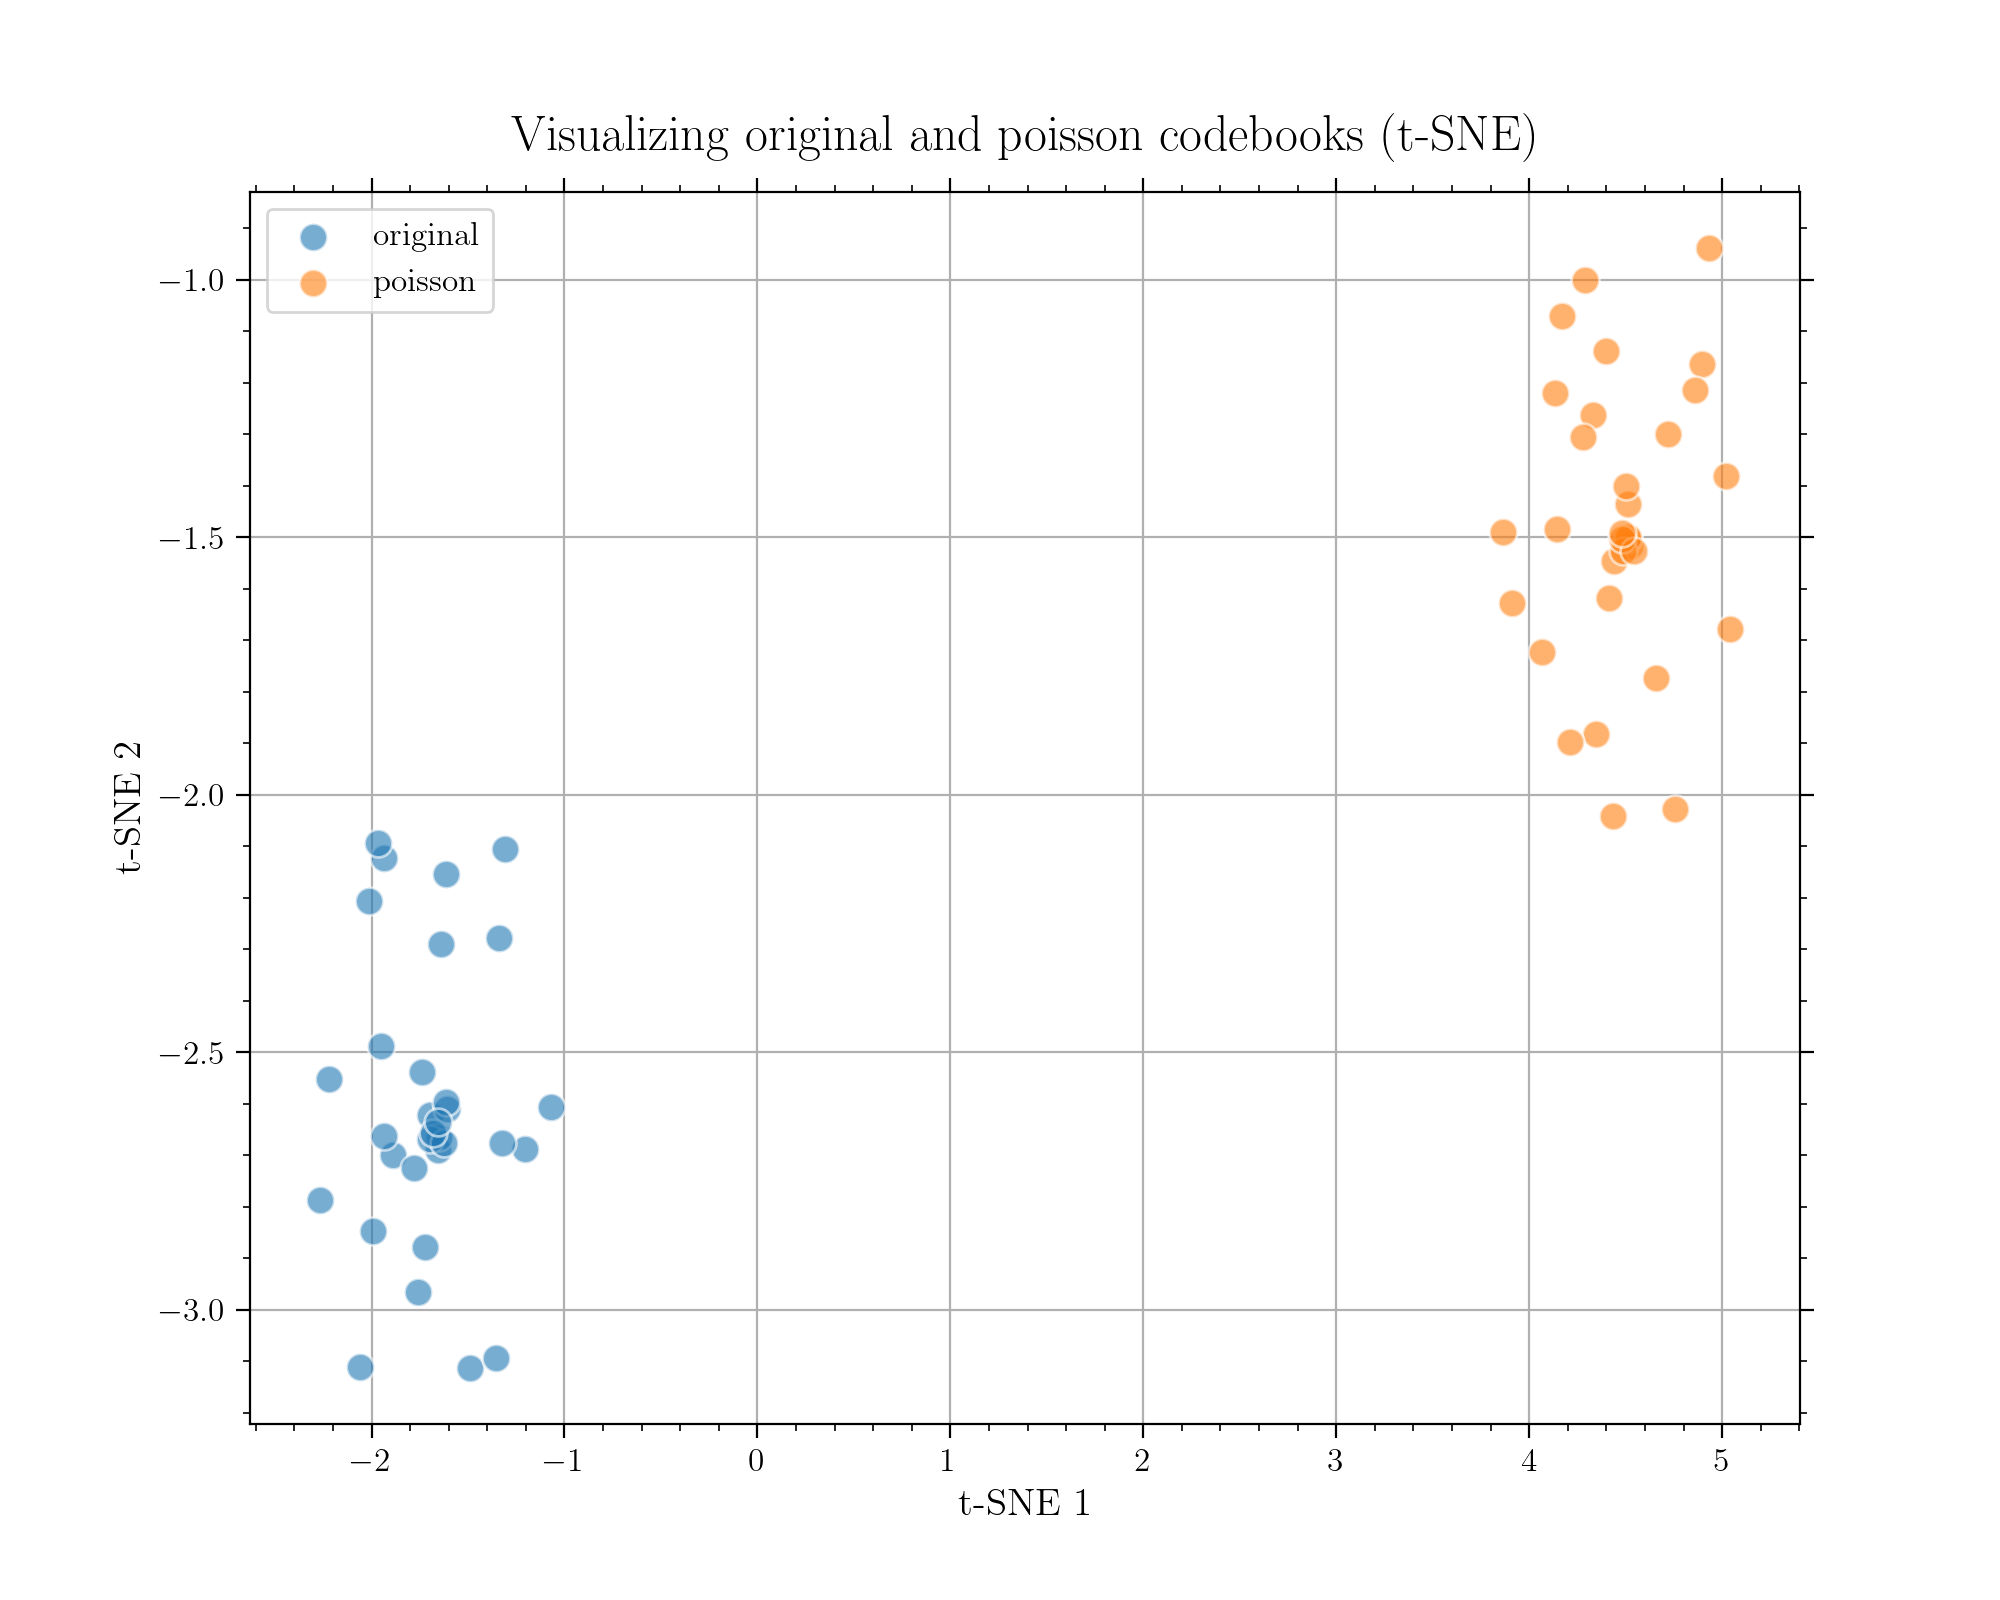 Visualizing original and poisson codebooks (t-SNE)
original
poisson
−1.0
−1.5
−2.0
−2.5
−3.0
t-SNE 2
−2 −1 0 1 2 3 4 5
t-SNE 1